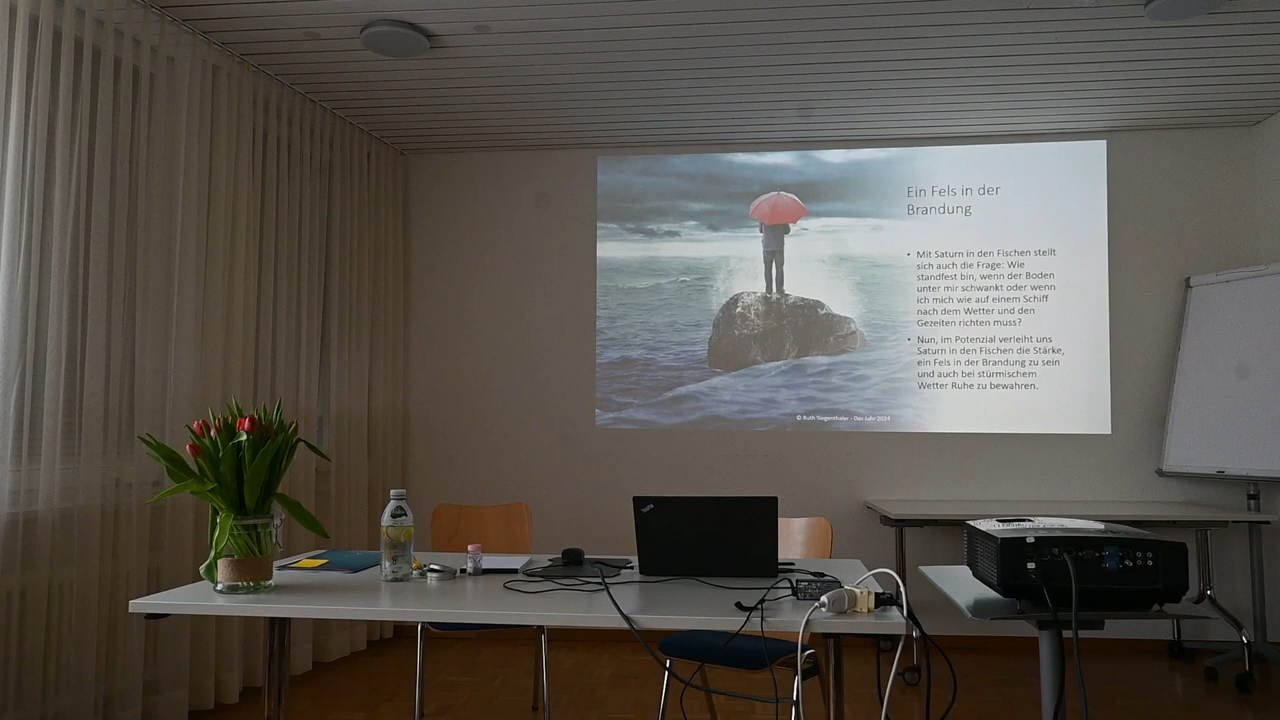 Ein Fels in der
Brandung
• Mit Saturn in den Fischen stellt
sich auch die Frage: Wie
standfest bin, wenn der Boden
unter mir schwankt oder wenn
ich mich wie auf einem Schiff
nach dem Wetter und den
Gezeiten richten muss?
• Nun, im Potenzial verleiht uns
Saturn in den Fischen die Stärke,
ein Fels in der Brandung zu sein
und auch bei stürmischem
Wetter Ruhe zu bewahren.
© Ruth Siegenthaler - Das Jahr 2024
ThinkPad